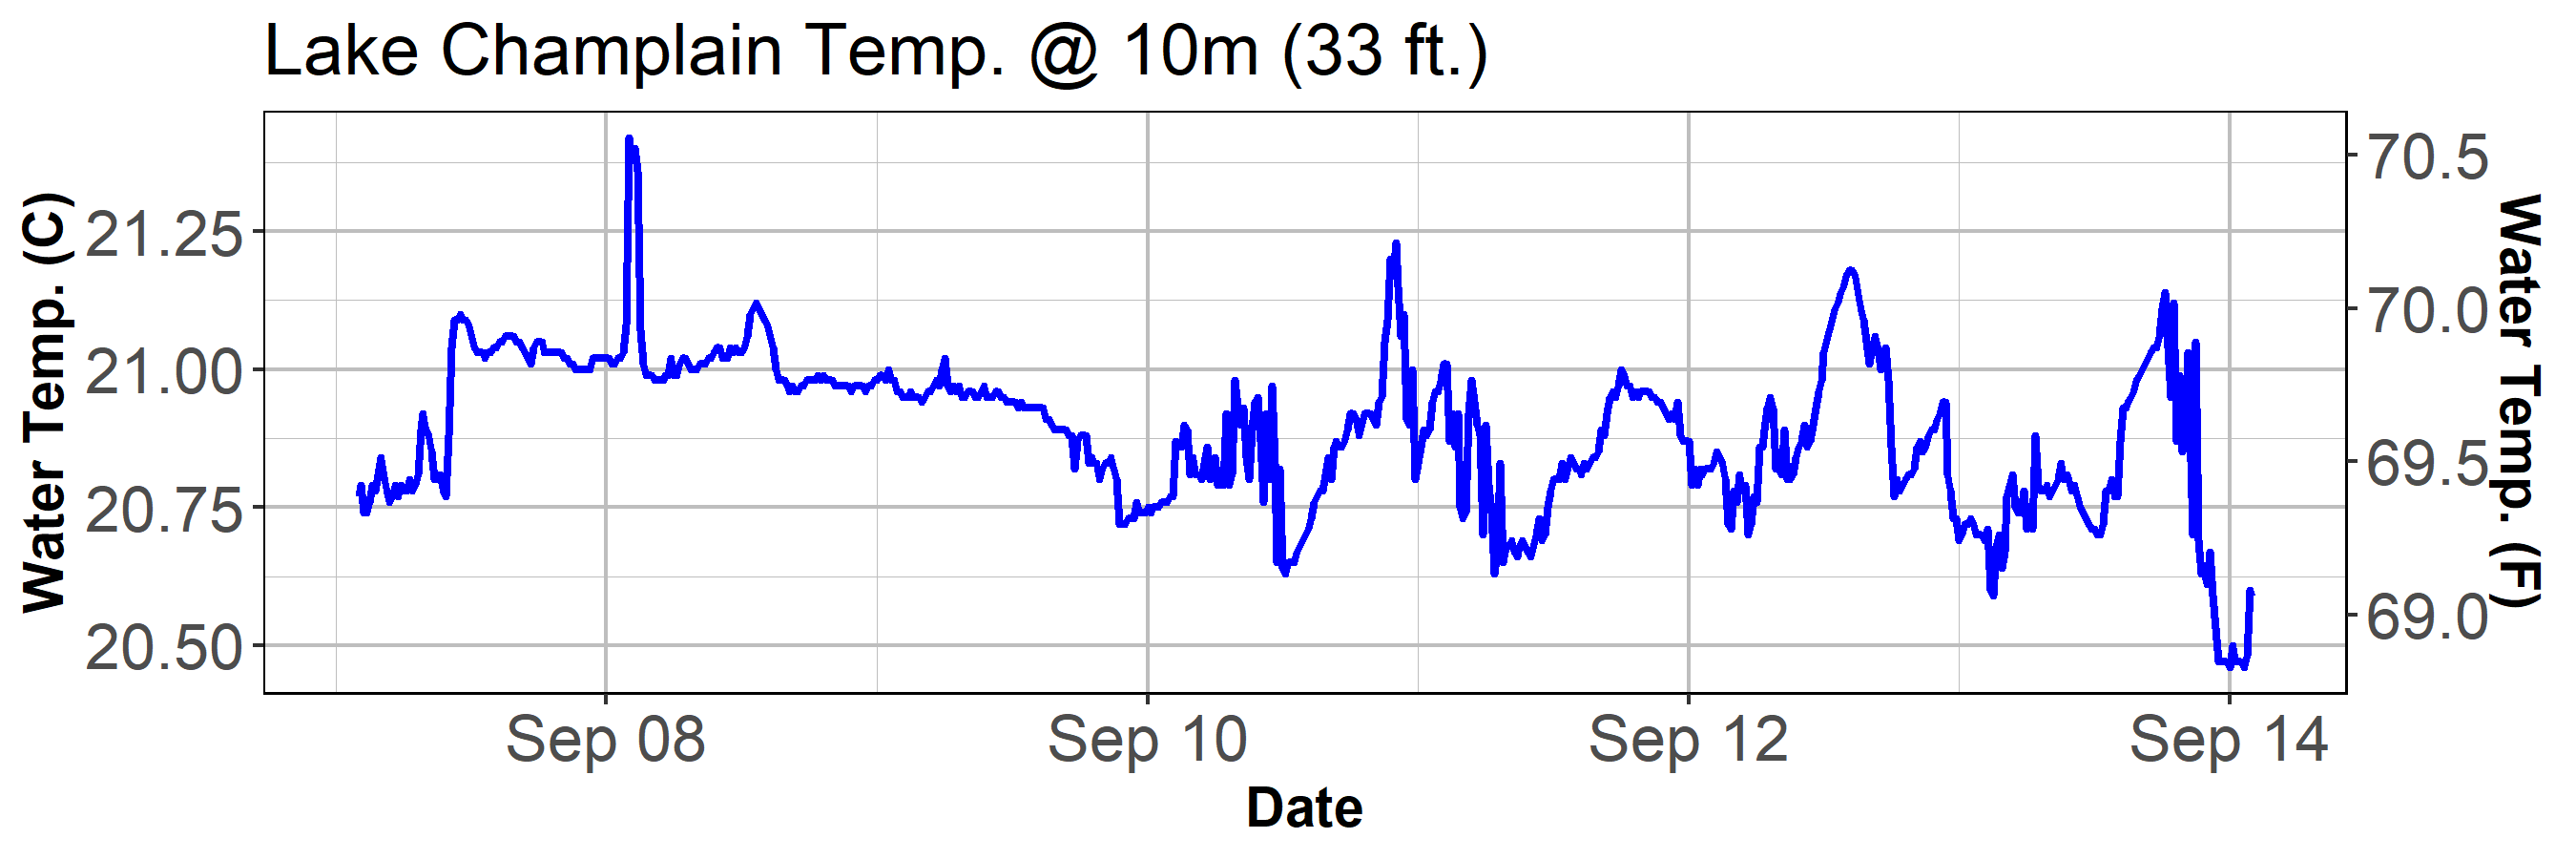 Lake Champlain Temp. @ 10m (33 ft.)
Water Temp. (C)
21.25
21.00
20.75
20.50
70.5
70.0
69.5
69.0
Water Temp. (F)
Sep 08
Sep 10
Sep 12
Sep 14
Date